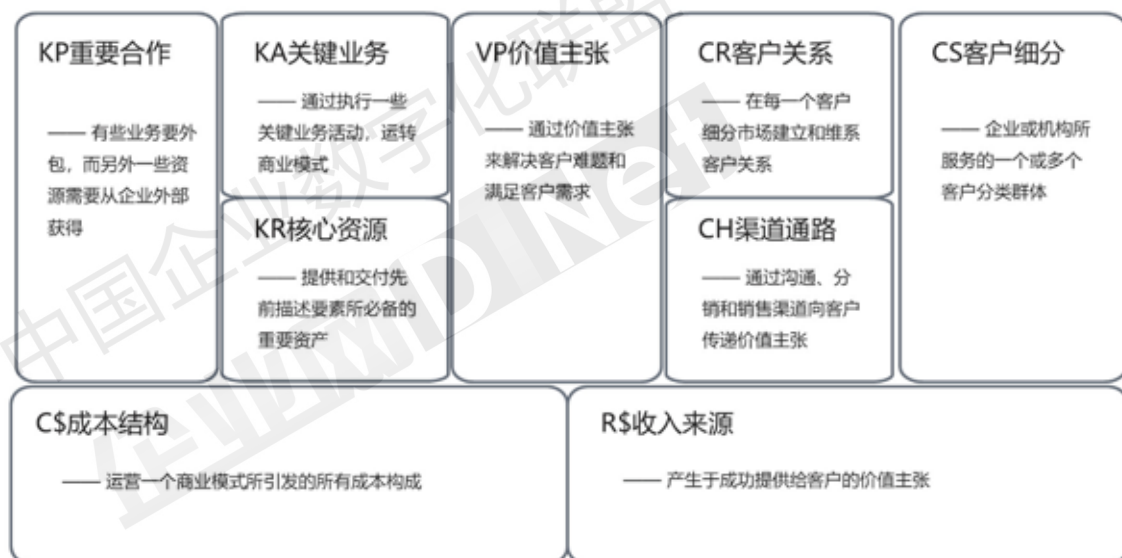 KP重要合作
—— 有些业务要外
包，而另外一些资
源需要从企业外部
获得
KA关键业务
—— 通过执行一些
关键业务活动，运转
商业模式
KR核心资源
—— 提供和交付先
前描述要素所必备的
重要资产
VP价值主张
—— 通过价值主张
来解决客户难题和
满足客户需求
CR客户关系
—— 在每一个客户
细分市场建立和维系
客户关系
CH渠道通路
—— 通过沟通、分
销和销售渠道向客户
传递价值主张
CS客户细分
—— 企业或机构所
服务的一个或多个
客户分类群体
C$成本结构
—— 运营一个商业模式所引发的所有成本构成
R$收入来源
—— 产生于成功提供给客户的价值主张
中国企业数字化联盟